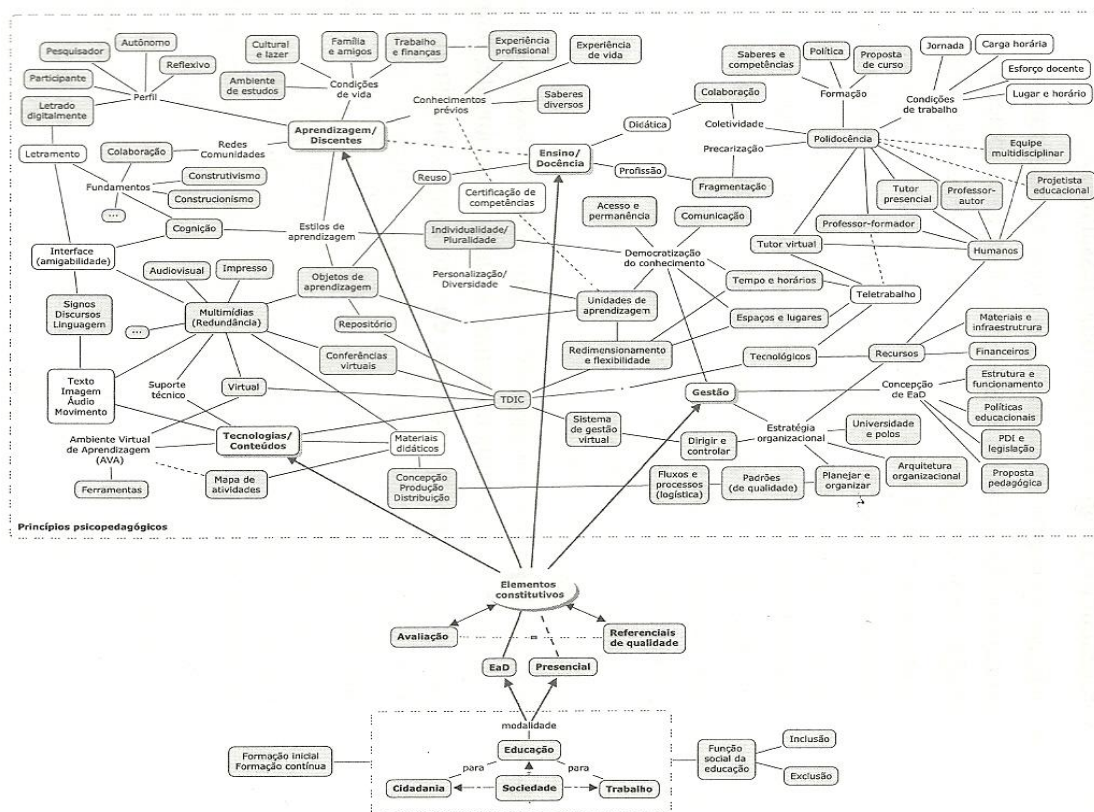 Pesquisador
Autônomo
Reflexivo
Participante
Perfil
Letrado
digitalmente
Letramento
Cultural
e lazer
Família
e amigos
Trabalho
e finanças
Experiência
profissional
Experiência
de vida
Ambiente
de estudos
Condições
de vida
Conhecimentos
prévios
Saberes
diversos
Aprendizagem/
Discentes
Redes
Comunidades
Colaboração
Fundamentos
Construtivismo
Construcionismo
...
Cognição
Estilos de
aprendizagem
Reuso
Ensino/
Docência
Didática
Colaboração
Profissão
Fragmentação
Coletividade
Precarização
Certificação de
competências
Saberes e
competências
Política
Proposta
de curso
Formação
Jornada
Carga horária
Esforço docente
Lugar e horário
Condições
de trabalho
Polidocência
Equipe
multidisciplinar
Projetista
educacional
Tutor
presencial
Professor-
autor
Professor-formador
Tutor virtual
Humanos
Acesso e
permanência
Comunicação
Individualidade/
Pluralidade
Democratização
do conhecimento
Personalização/
Diversidade
Interface
(amigabilidade)
Audiovisual
Impresso
Objetos de
aprendizagem
Unidades de
aprendizagem
Tempo e horários
Teletrabalho
Signos
Discursos
Linguagem
Multimídias
(Redundância)
...
Repositório
Espaços e lugares
Materiais e
infraestrutura
Conferências
virtuais
Redimensionamento
e flexibilidade
Tecnológicos
Recursos
Financeiros
Texto
Imagem
Áudio
Movimento
Suporte
técnico
Virtual
TDIC
Gestão
Concepção
de EaD
Estrutura e
funcionamento
Políticas
educacionais
PDI e
legislação
Proposta
pedagógica
Ambiente Virtual
de Aprendizagem
(AVA)
Tecnologias/
Conteúdos
Materiais
didáticos
Sistema
de gestão
virtual
Dirigir e
controlar
Estratégia
organizacional
Universidade
e polos
Arquitetura
organizacional
Ferramentas
Mapa de
atividades
Concepção
Produção
Distribuição
Fluxos e
processos
(logística)
Padrões
(de qualidade)
Planejar e
organizar
Princípios psicopedagógicos
Elementos
constitutivos
Avaliação
Referenciais
de qualidade
EaD
Presencial
modalidade
Educação
para
para
Cidadania
Sociedade
Trabalho
Formação inicial
Formação contínua
Função
social da
educação
Inclusão
Exclusão